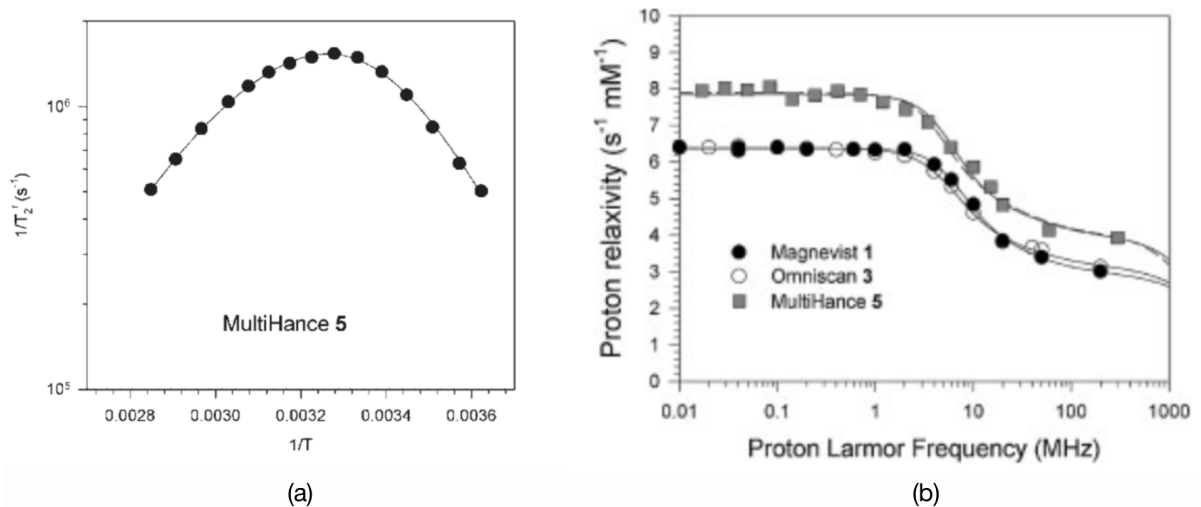 10⁶
1/T₂ʳ (s⁻¹)
MultiHance 5
10⁵
0.0028 0.0030 0.0032 0.0034 0.0036
1/T
(a)
10
9
8
7
6
5
4
3
2
1
0
Proton relaxivity (s⁻¹ mM⁻¹)
Magnevist 1
Omniscan 3
MultiHance 5
0.01 0.1 1 10 100 1000
Proton Larmor Frequency (MHz)
(b)